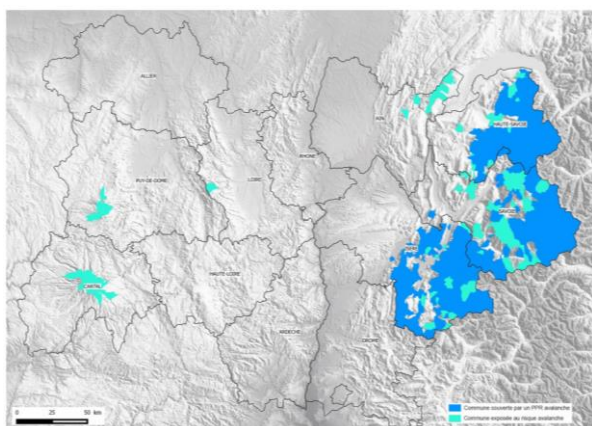 ALLIER
AIN
HAUTE-SAVOIE
RHONE
PUY-DE-DOME
LOIRE
SAVOIE
ISERE
HAUTE-LOIRE
CANTAL
ARDECHE
DROME
0 25 50 km
Commune couverte par un PPR avalanche
Commune exposée au risque avalanche